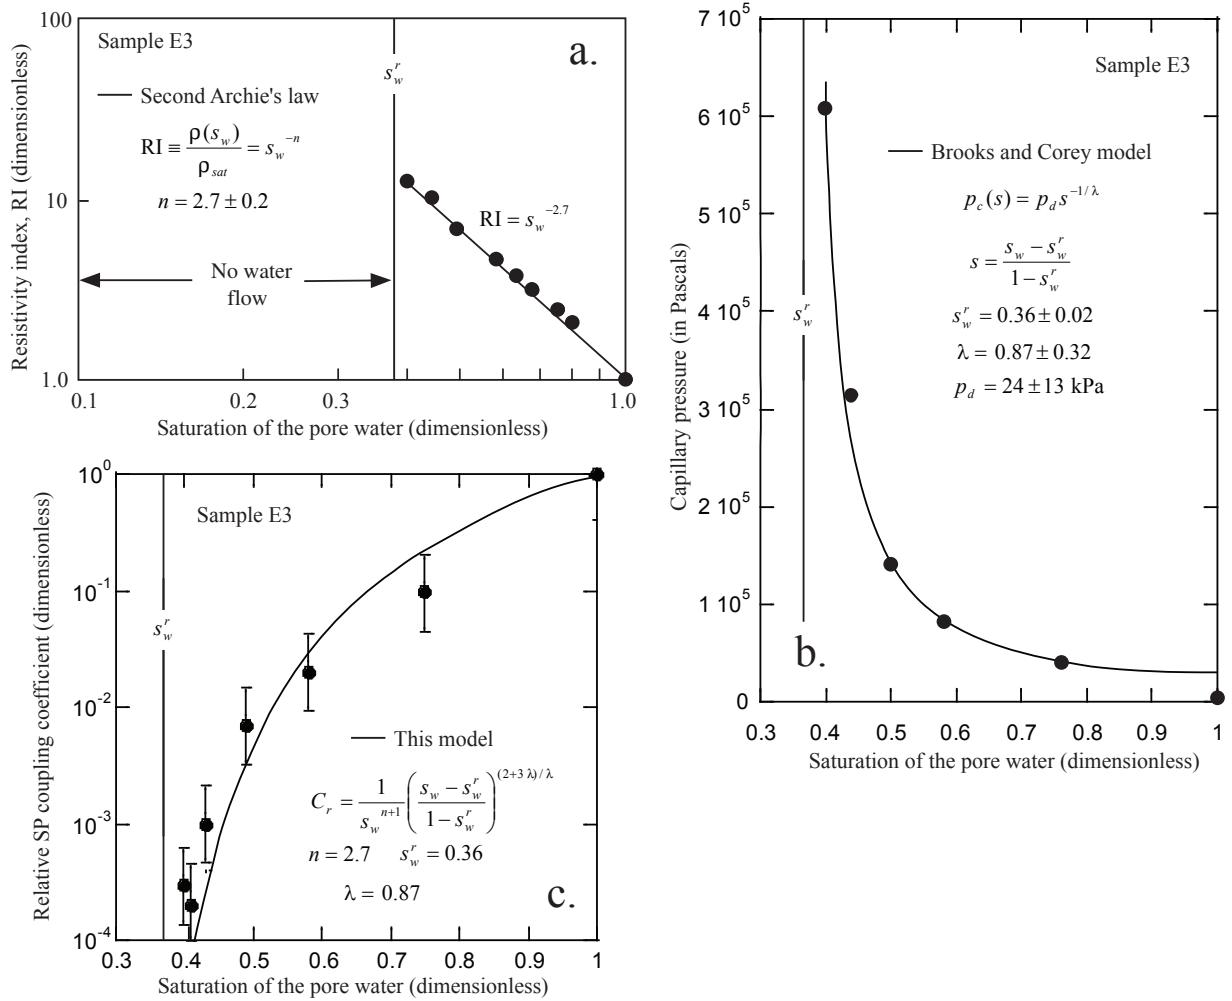 100
Sample E3
a.
s_w^r
Second Archie's law
RI ≡ ρ(s_w) / ρ_sat = s_w^−n
n = 2.7 ± 0.2
10
RI = s_w^−2.7
No water
flow
1.0
0.1 0.2 0.3 1.0
Resistivity index, RI (dimensionless)
Saturation of the pore water (dimensionless)
7 10^5
Sample E3
6 10^5
Brooks and Corey model
p_c(s) = p_d s^−1/λ
5 10^5
s = (s_w − s_w^r) / (1 − s_w^r)
4 10^5
s_w^r
s_w^r = 0.36 ± 0.02
λ = 0.87 ± 0.32
p_d = 24 ± 13 kPa
3 10^5
2 10^5
1 10^5
b.
0
0.3 0.4 0.5 0.6 0.7 0.8 0.9 1
Capillary pressure (in Pascals)
Saturation of the pore water (dimensionless)
10^0
Sample E3
10^-1
s_w^r
10^-2
This model
C_r = 1 / s_w^n+1 ((s_w − s_w^r) / (1 − s_w^r))^(2+3λ)/λ
10^-3
n = 2.7 s_w^r = 0.36
λ = 0.87
c.
10^-4
0.3 0.4 0.5 0.6 0.7 0.8 0.9 1
Relative SP coupling coefficient (dimensionless)
Saturation of the pore water (dimensionless)